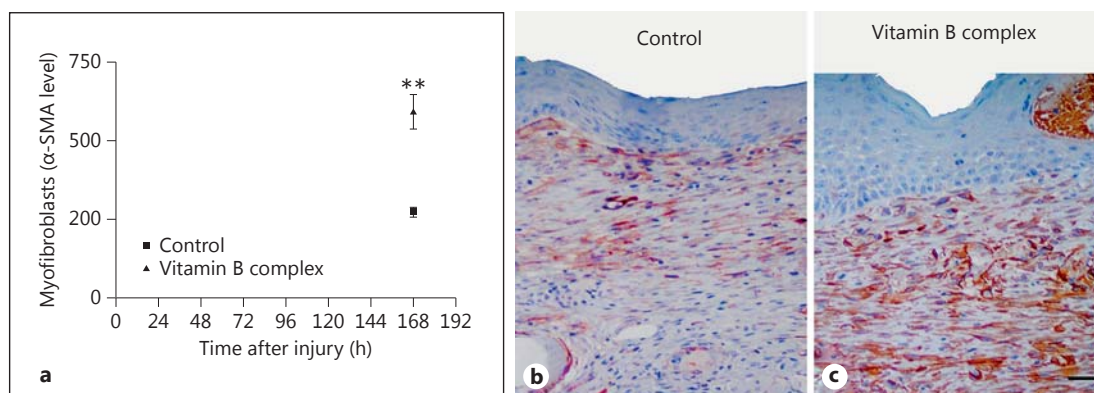 750
500
200
0
Myofibroblasts (α-SMA level)
**
Control
Vitamin B complex
0 24 48 72 96 120 144 168 192
Time after injury (h)
a
Control
b
Vitamin B complex
c